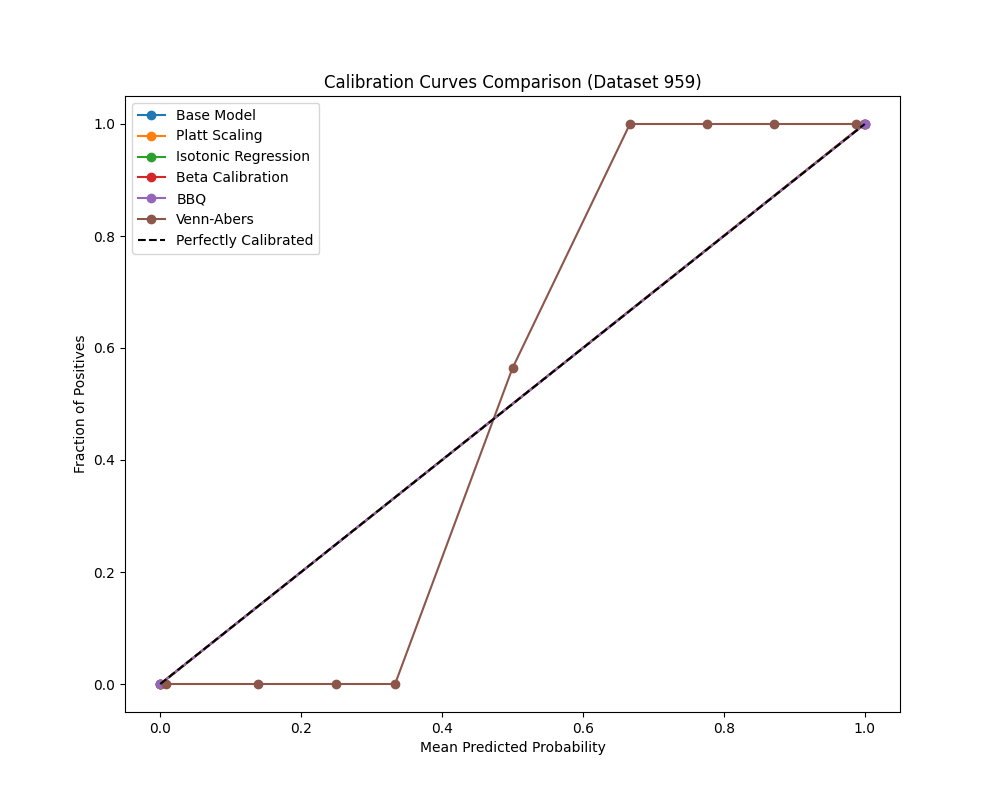 Calibration Curves Comparison (Dataset 959)
Base Model
Platt Scaling
Isotonic Regression
Beta Calibration
BBQ
Venn-Abers
Perfectly Calibrated
Fraction of Positives
1.0
0.8
0.6
0.4
0.2
0.0
0.0 0.2 0.4 0.6 0.8 1.0
Mean Predicted Probability